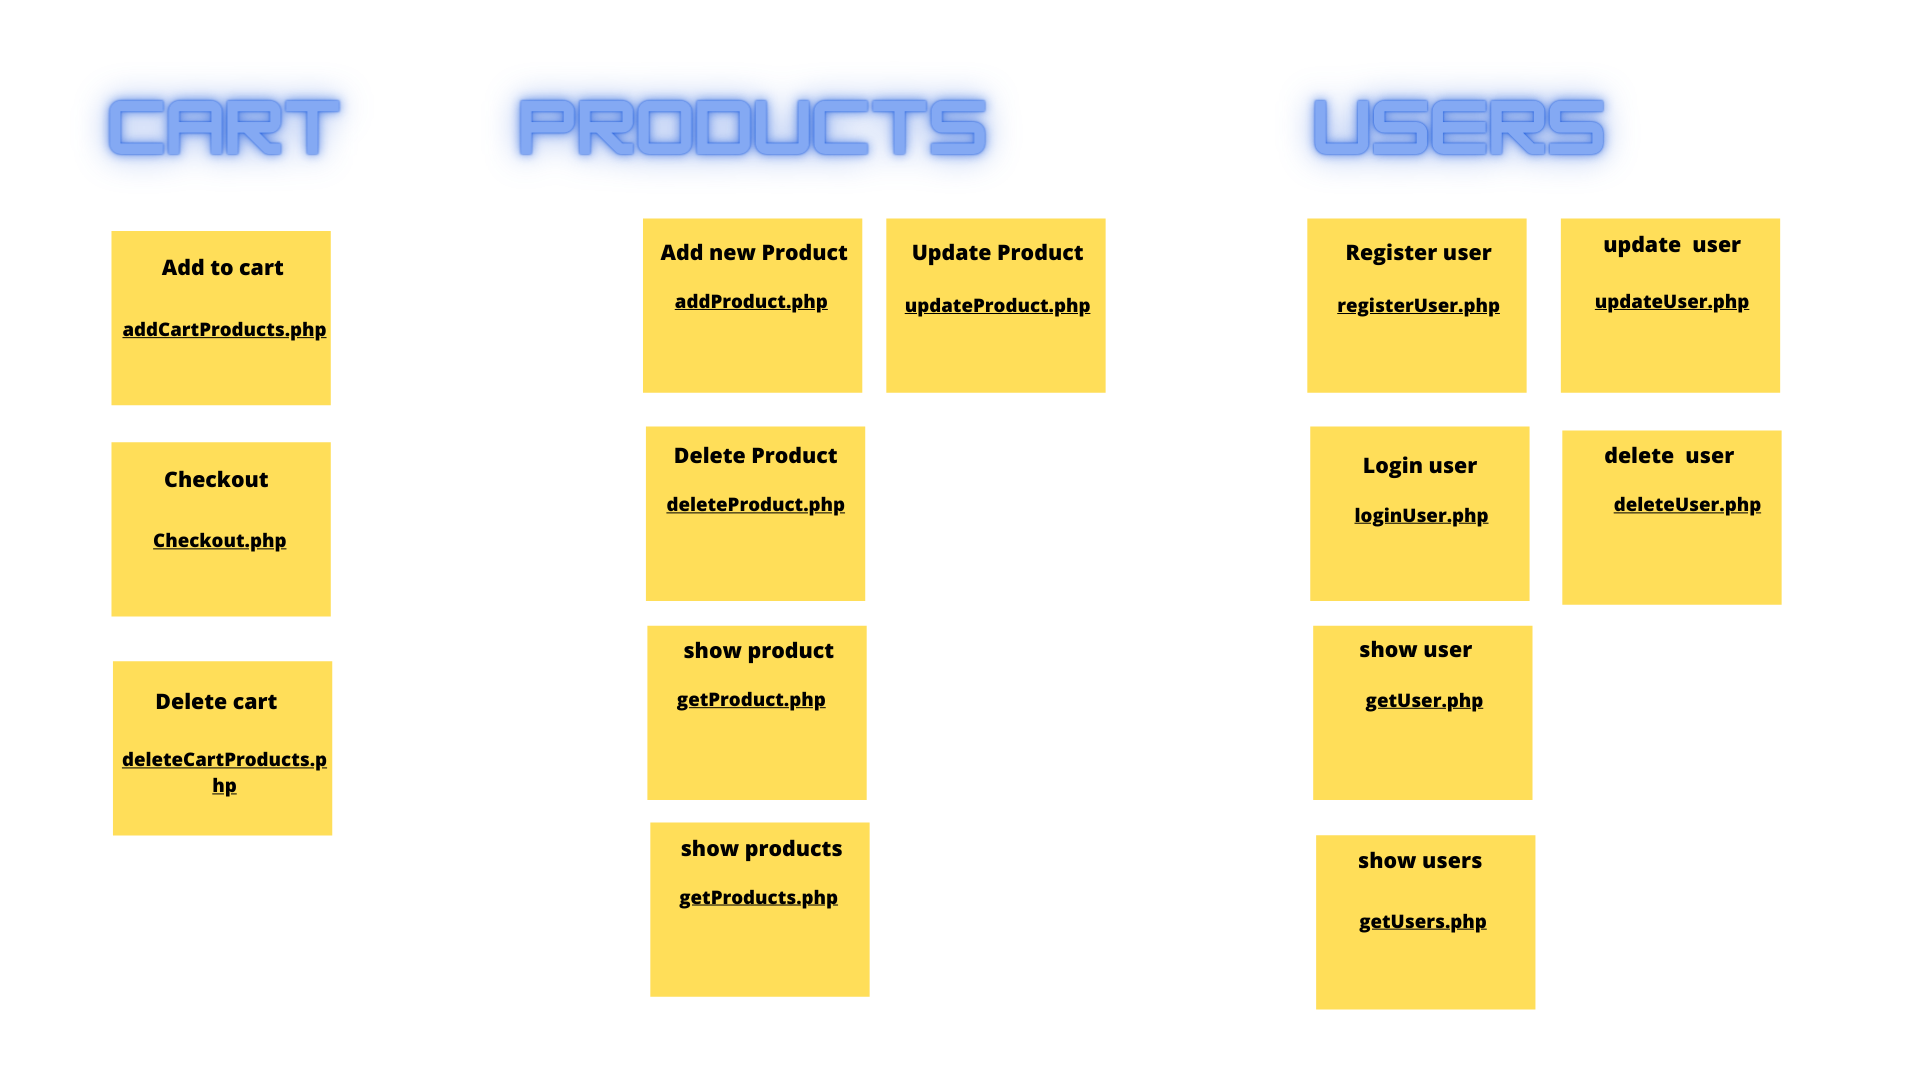 CART
Add to cart
addCartProducts.php
Checkout
Checkout.php
Delete cart
deleteCartProducts.p
hp
PRODUCTS
Add new Product
addProduct.php
Update Product
updateProduct.php
Delete Product
deleteProduct.php
show product
getProduct.php
show products
getProducts.php
USERS
Register user
registerUser.php
update  user
updateUser.php
Login user
loginUser.php
delete  user
deleteUser.php
show user
getUser.php
show users
getUsers.php